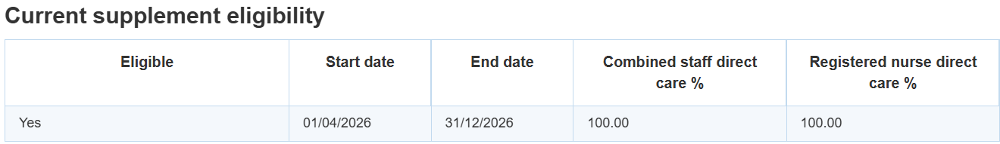 Current supplement eligibility
Eligible Start date End date Combined staff direct care % Registered nurse direct care %
Yes 01/04/2026 31/12/2026 100.00 100.00